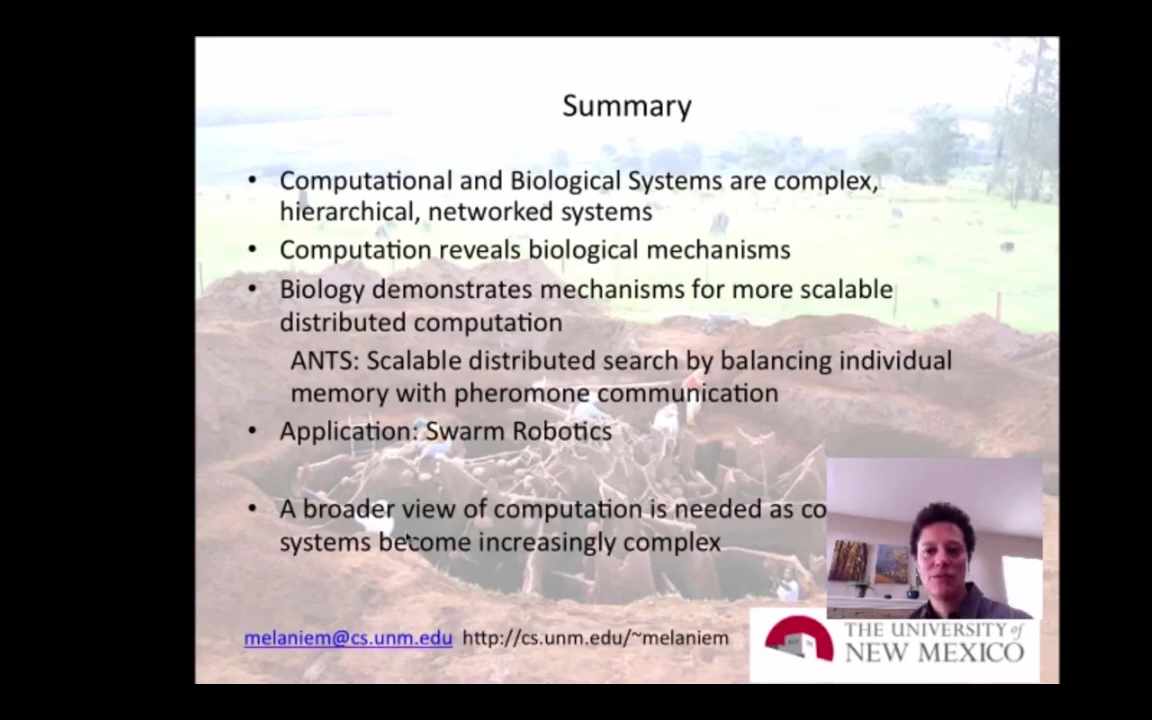 Summary
• Computational and Biological Systems are complex,
hierarchical, networked systems
• Computation reveals biological mechanisms
• Biology demonstrates mechanisms for more scalable
distributed computation
ANTS: Scalable distributed search by balancing individual
memory with pheromone communication
• Application: Swarm Robotics
• A broader view of computation is needed as co
systems become increasingly complex
melaniem@cs.unm.edu http://cs.unm.edu/~melaniem
THE UNIVERSITY of
NEW MEXICO